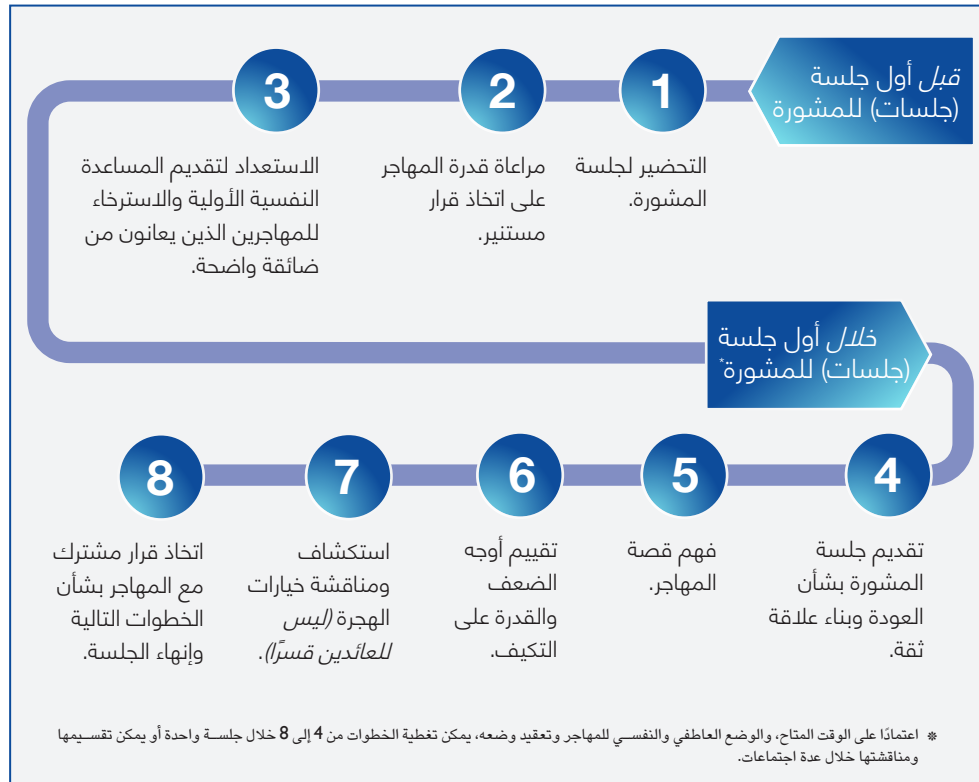 قبل أول جلسة
(جلسات) للمشورة
1
التحضير لجلسة
المشورة.
2
مراعاة قدرة المهاجر
على اتخاذ قرار
مستنير.
3
الاستعداد لتقديم المساعدة
النفسية الأولية والاسترخاء
للمهاجرين الذين يعانون من
ضائقة واضحة.
خلال أول جلسة
(جلسات) للمشورة*
4
تقديم جلسة
المشورة بشأن
العودة وبناء علاقة
ثقة.
5
فهم قصة
المهاجر.
6
تقييم أوجه
الضعف
والقدرة على
التكيف.
7
استكشاف
ومناقشة خيارات
الهجرة (ليس
للعائدين قسرًا).
8
اتخاذ قرار مشترك
مع المهاجر بشأن
الخطوات التالية
وإنهاء الجلسة.
* اعتمادًا على الوقت المتاح، والوضع العاطفي والنفسي للمهاجر وتعقيد وضعه، يمكن تغطية الخطوات من 4 إلى 8 خلال جلسة واحدة أو يمكن تقسيمها
ومناقشتها خلال عدة اجتماعات.